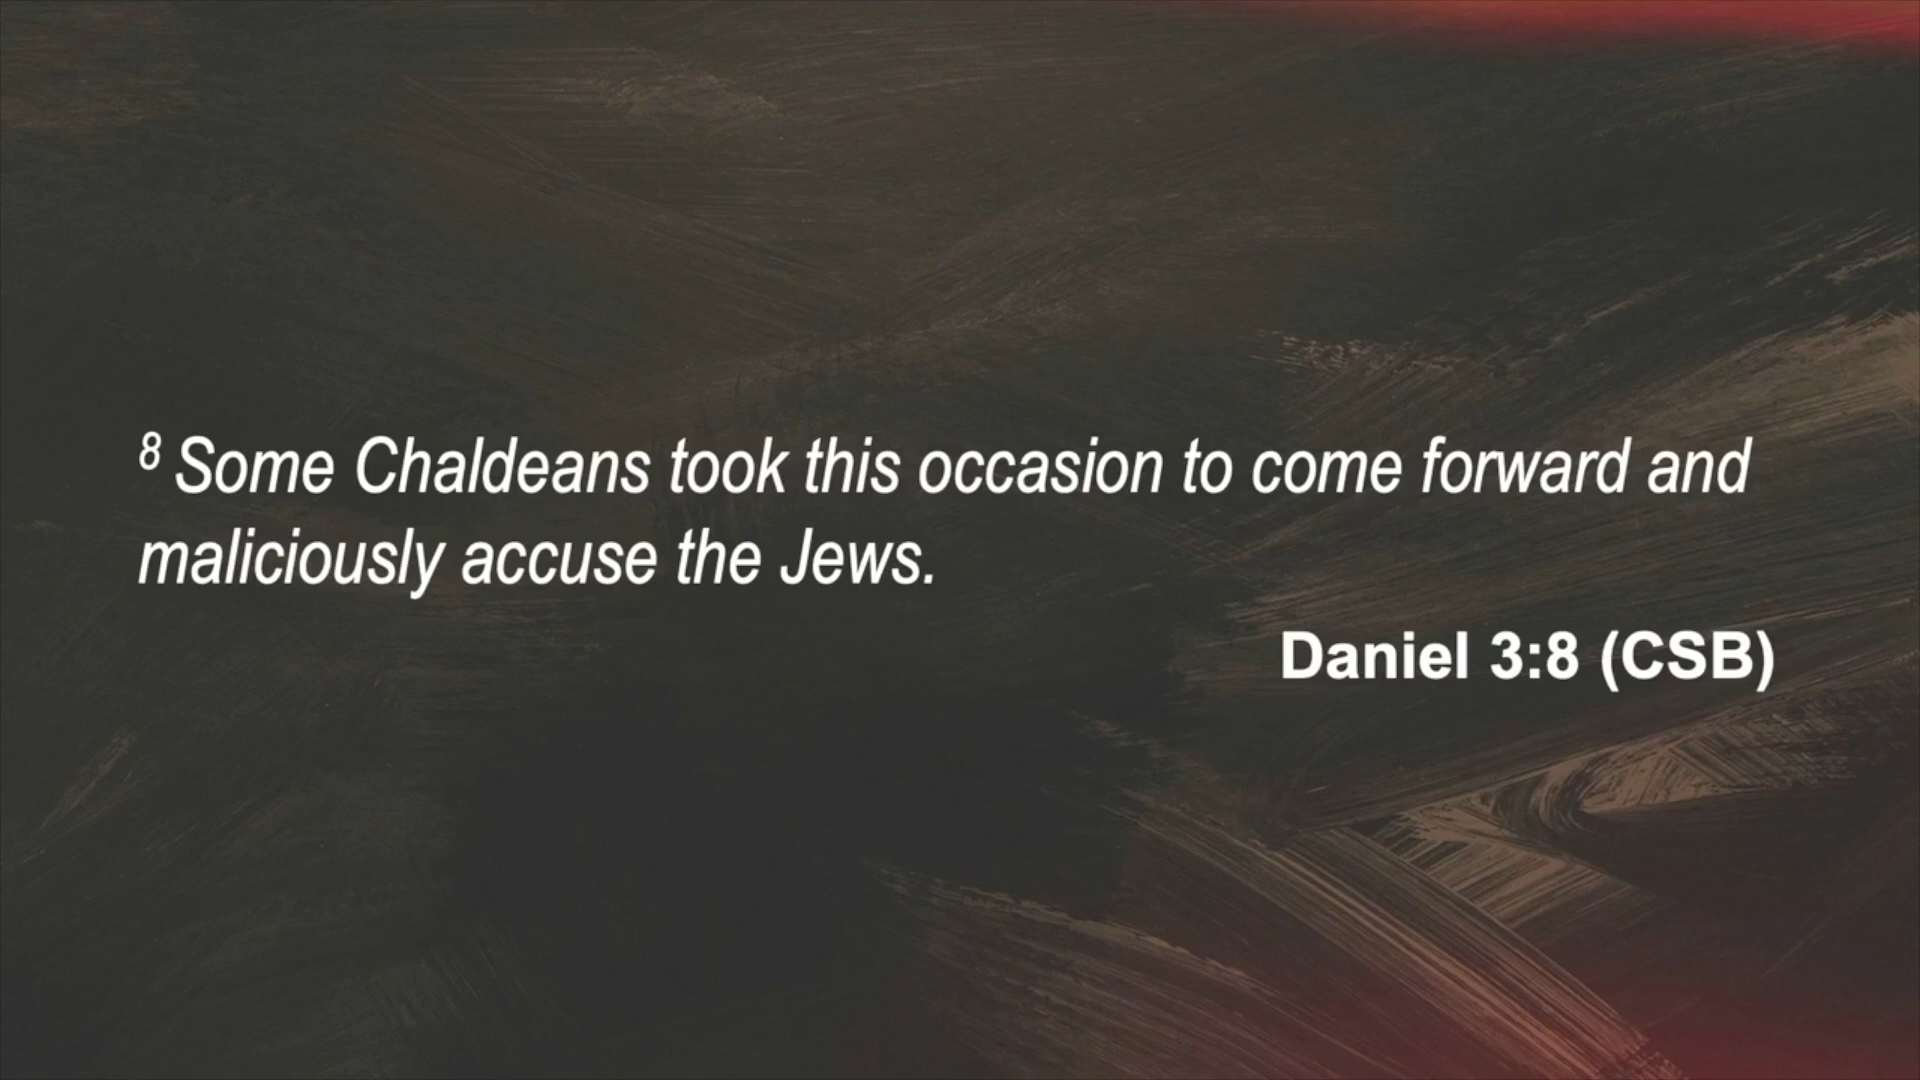 8 Some Chaldeans took this occasion to come forward and
maliciously accuse the Jews.
Daniel 3:8 (CSB)